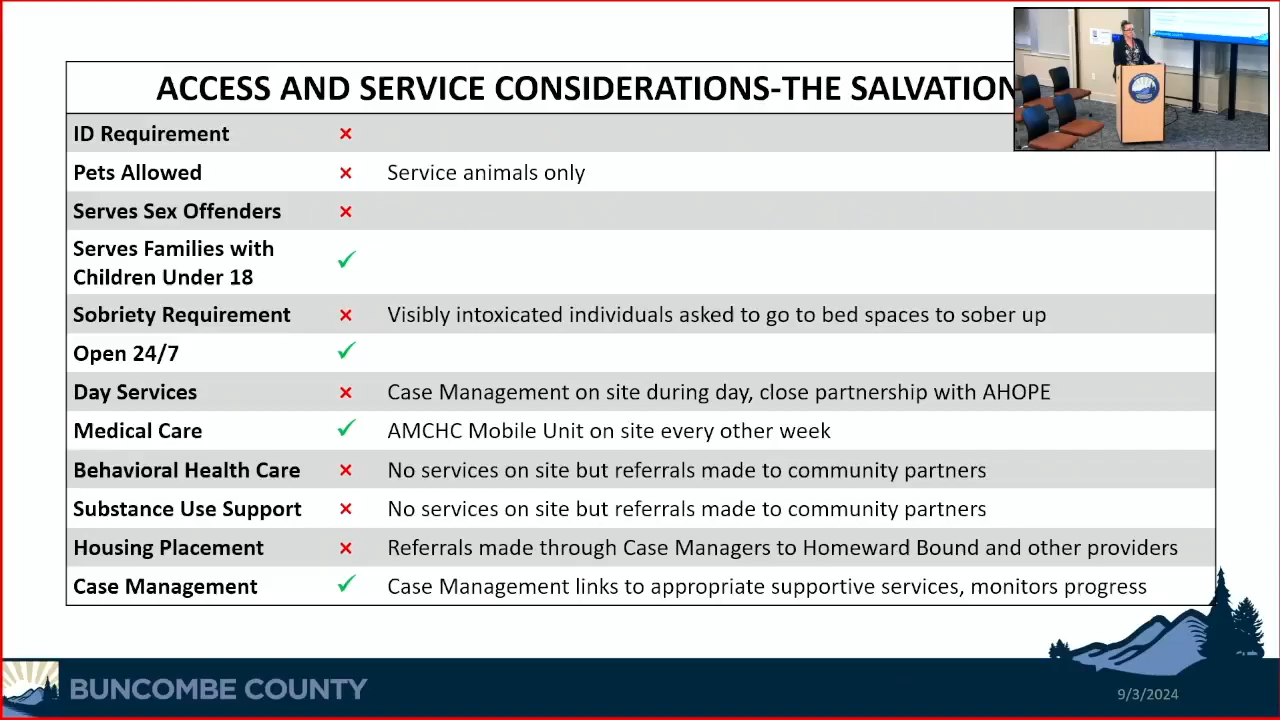 ACCESS AND SERVICE CONSIDERATIONS-THE SALVATION
ID Requirement ×
Pets Allowed × Service animals only
Serves Sex Offenders ×
Serves Families with
Children Under 18 ✓
Sobriety Requirement × Visibly intoxicated individuals asked to go to bed spaces to sober up
Open 24/7 ✓
Day Services × Case Management on site during day, close partnership with AHOPE
Medical Care ✓ AMCHC Mobile Unit on site every other week
Behavioral Health Care × No services on site but referrals made to community partners
Substance Use Support × No services on site but referrals made to community partners
Housing Placement × Referrals made through Case Managers to Homeward Bound and other providers
Case Management ✓ Case Management links to appropriate supportive services, monitors progress
BUNCOMBE COUNTY
9/3/2024